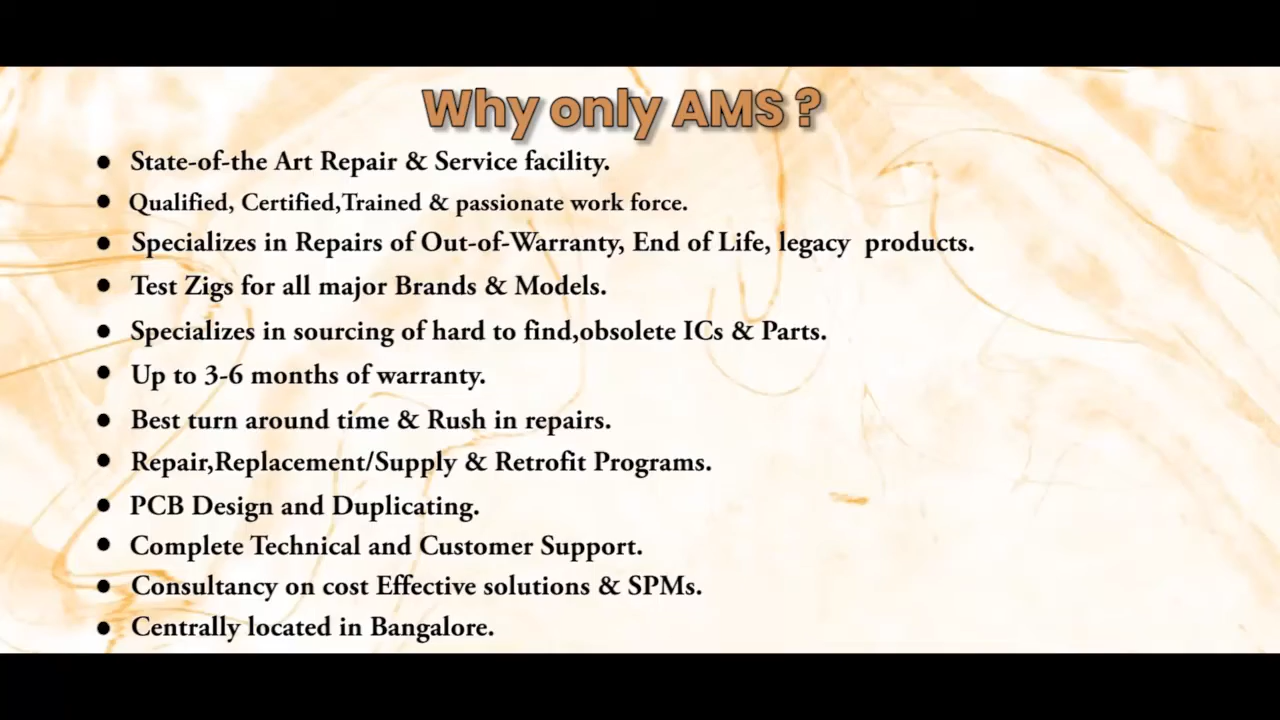 Why only AMS ?
● State-of-the Art Repair & Service facility.
● Qualified, Certified,Trained & passionate work force.
● Specializes in Repairs of Out-of-Warranty, End of Life, legacy  products.
● Test Zigs for all major Brands & Models.
● Specializes in sourcing of hard to find,obsolete ICs & Parts.
● Up to 3-6 months of warranty.
● Best turn around time & Rush in repairs.
● Repair,Replacement/Supply & Retrofit Programs.
● PCB Design and Duplicating.
● Complete Technical and Customer Support.
● Consultancy on cost Effective solutions & SPMs.
● Centrally located in Bangalore.